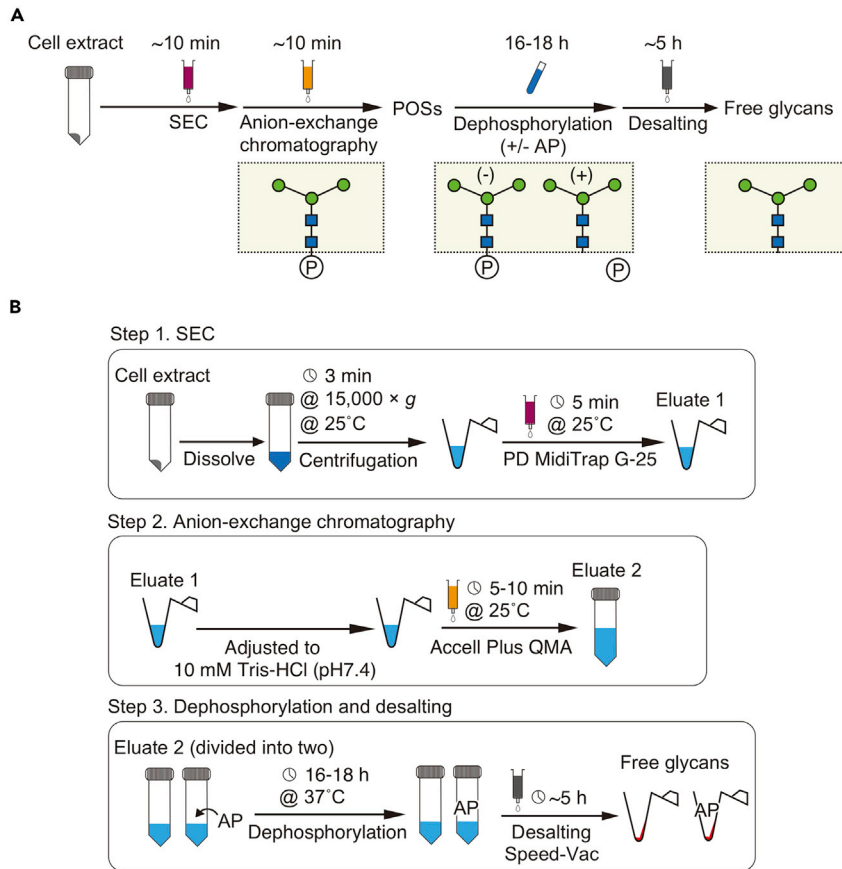 A
Cell extract
~10 min
~10 min
16-18 h
~5 h
SEC
Anion-exchange
chromatography
POSs
Dephosphorylation
(+/- AP)
Desalting
Free glycans
(-)
(+)
P
P
P
B
Step 1. SEC
Cell extract
Dissolve
3 min
@ 15,000 × g
@ 25˚C
Centrifugation
5 min
@ 25˚C
PD MidiTrap G-25
Eluate 1
Step 2. Anion-exchange chromatography
Eluate 1
Adjusted to
10 mM Tris-HCl (pH7.4)
5-10 min
@ 25˚C
Accell Plus QMA
Eluate 2
Step 3. Dephosphorylation and desalting
Eluate 2 (divided into two)
AP
16-18 h
@ 37˚C
Dephosphorylation
AP
~5 h
Desalting
Speed-Vac
Free glycans
AP